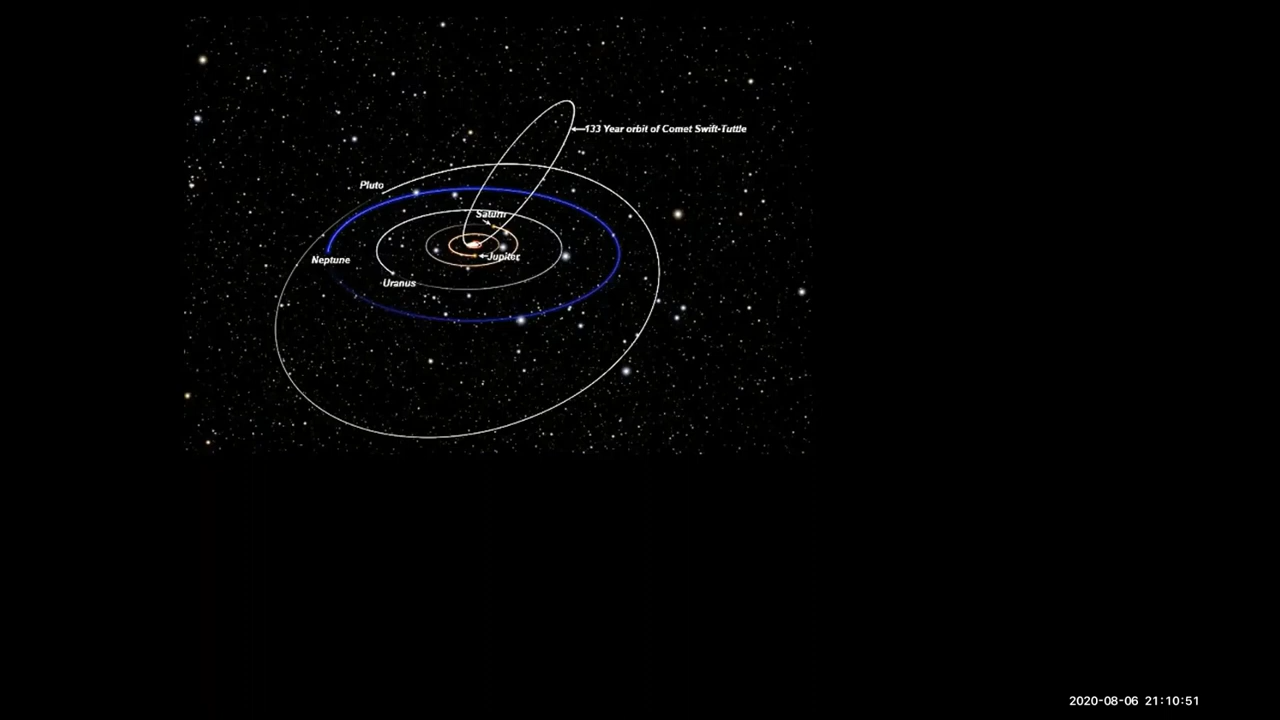 133 Year orbit of Comet Swift-Tuttle
Pluto
Saturn
Jupiter
Neptune
Uranus
2020-08-06 21:10:51